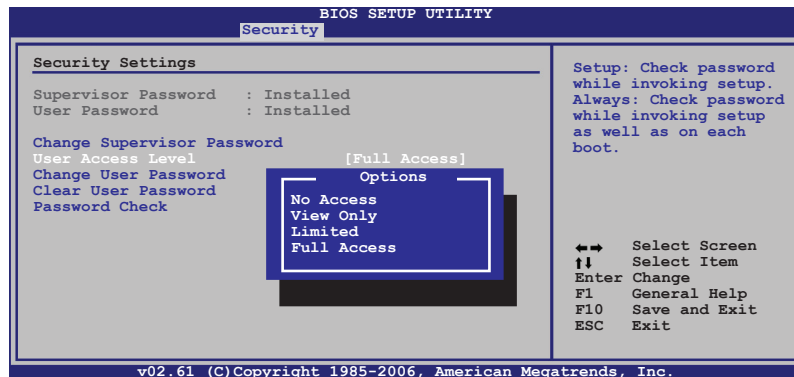 BIOS SETUP UTILITY
Security
Security Settings
Supervisor Password : Installed
User Password : Installed
Change Supervisor Password
User Access Level [Full Access]
Change User Password
Clear User Password
Password Check
Options
No Access
View Only
Limited
Full Access
Setup: Check password
while invoking setup.
Always: Check password
while invoking setup
as well as on each
boot.
Select Screen
Select Item
Enter Change
F1 General Help
F10 Save and Exit
ESC Exit
v02.61 (C)Copyright 1985-2006, American Megatrends, Inc.